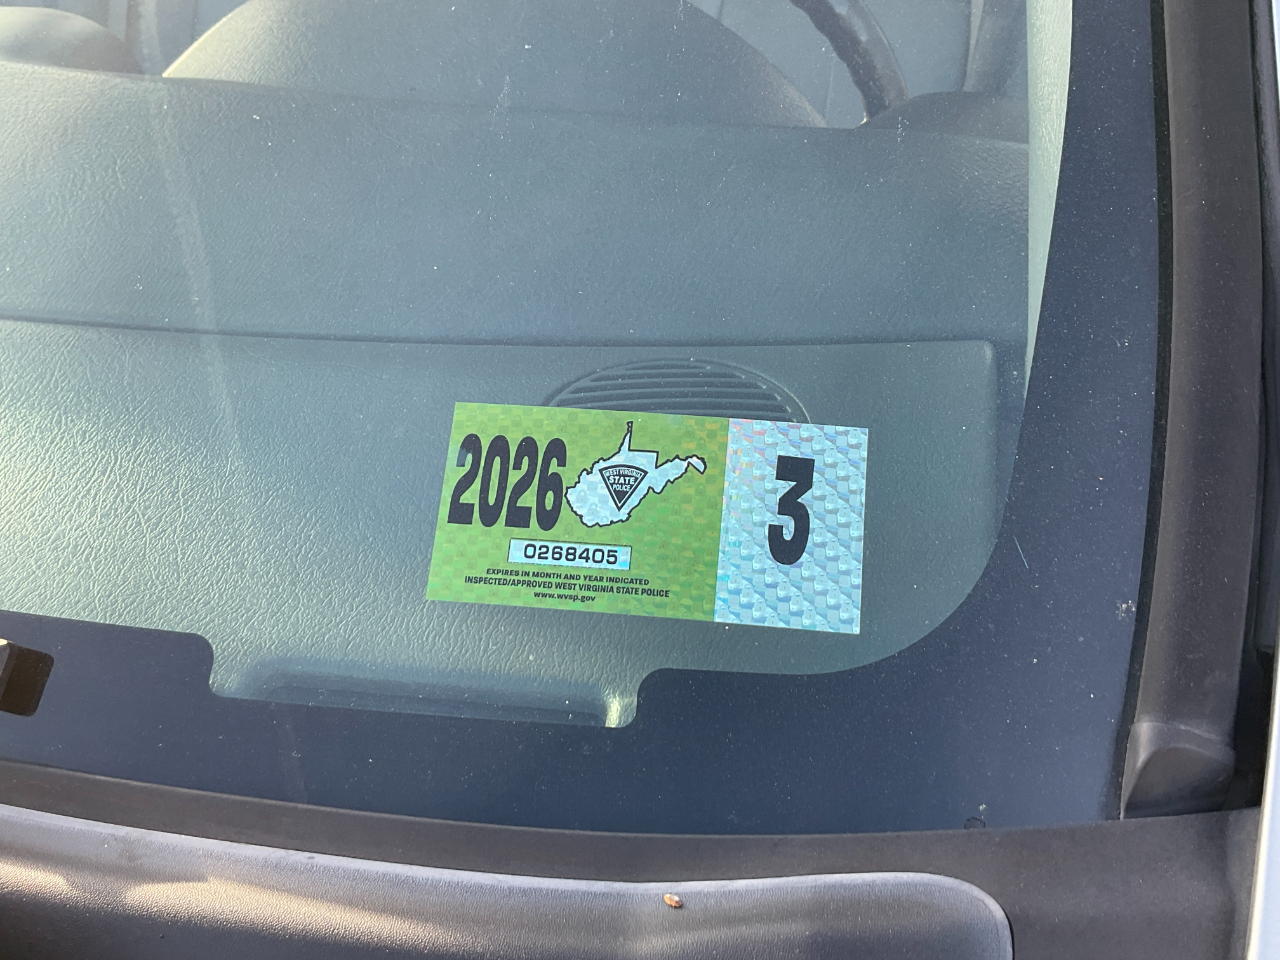 2026
WEST VIRGINIA
STATE
POLICE
3
0268405
EXPIRES IN MONTH AND YEAR INDICATED
INSPECTED/APPROVED WEST VIRGINIA STATE POLICE
www.wvsp.gov